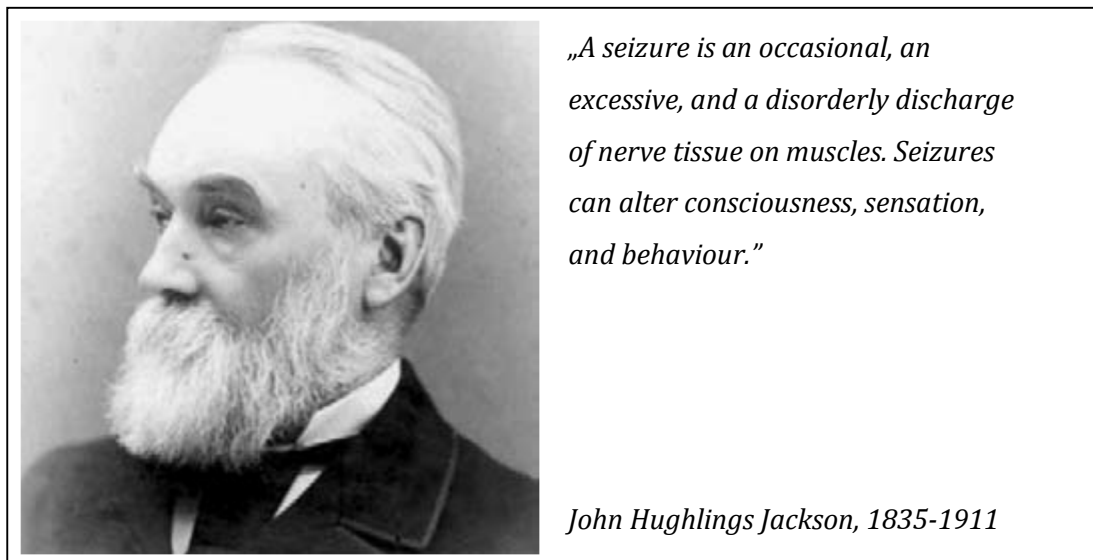 „A seizure is an occasional, an
excessive, and a disorderly discharge
of nerve tissue on muscles. Seizures
can alter consciousness, sensation,
and behaviour.”
John Hughlings Jackson, 1835-1911